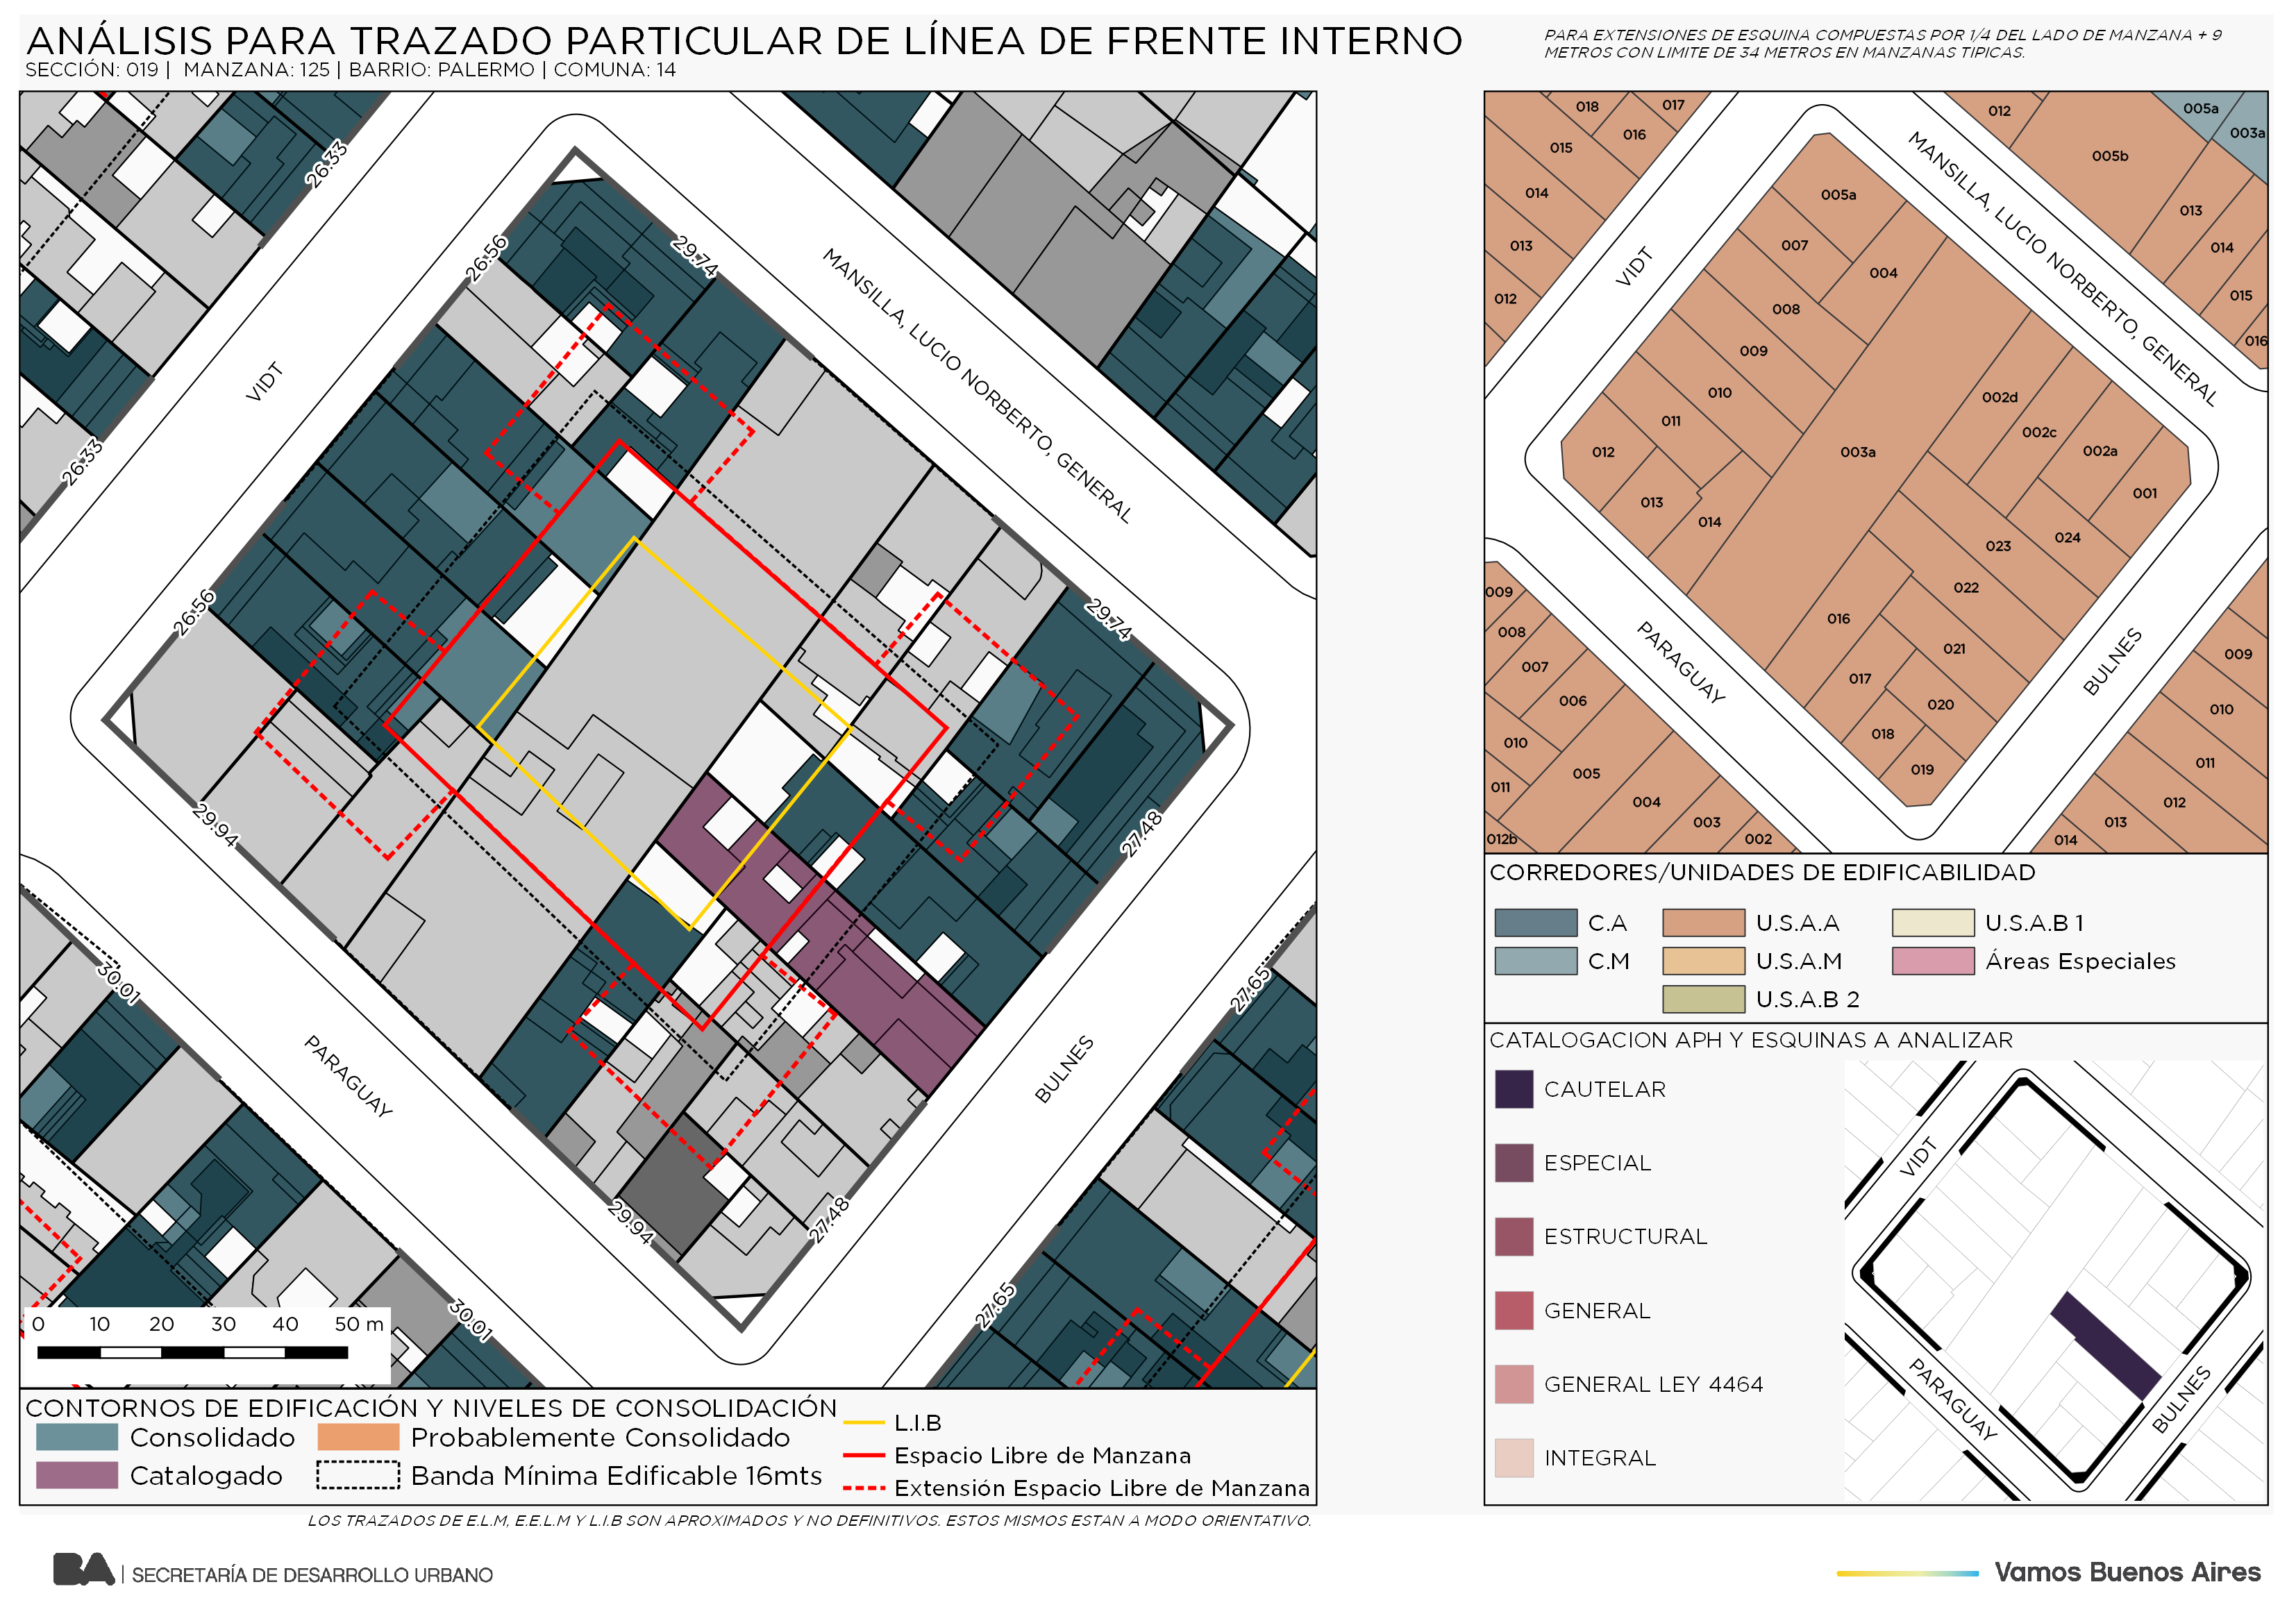 ANÁLISIS PARA TRAZADO PARTICULAR DE LÍNEA DE FRENTE INTERNO
SECCIÓN: 019 | MANZANA: 125 | BARRIO: PALERMO | COMUNA: 14
PARA EXTENSIONES DE ESQUINA COMPUESTAS POR 1/4 DEL LADO DE MANZANA + 9
METROS CON LIMITE DE 34 METROS EN MANZANAS TIPICAS.
26.33
26.33
26.56
26.56
29.74
29.74
29.94
29.94
27.48
27.48
30.01
30.01
27.65
27.65
VIDT
MANSILLA, LUCIO NORBERTO, GENERAL
PARAGUAY
BULNES
0 10 20 30 40 50 m
CONTORNOS DE EDIFICACIÓN Y NIVELES DE CONSOLIDACIÓN
Consolidado
Probablemente Consolidado
Catalogado
Banda Mínima Edificable 16mts
L.I.B
Espacio Libre de Manzana
Extensión Espacio Libre de Manzana
LOS TRAZADOS DE E.L.M, E.E.L.M Y L.I.B SON APROXIMADOS Y NO DEFINITIVOS. ESTOS MISMOS ESTAN A MODO ORIENTATIVO.
018
017
016
015
014
013
012
012
005b
005a
003a
013
014
015
016
VIDT
MANSILLA, LUCIO NORBERTO, GENERAL
005a
007
004
008
009
010
011
012
013
014
003a
002d
002c
002a
001
023
024
022
016
021
017
020
018
019
PARAGUAY
BULNES
009
008
007
006
010
005
011
004
003
012b
002
009
010
011
012
013
014
CORREDORES/UNIDADES DE EDIFICABILIDAD
C.A
U.S.A.A
U.S.A.B 1
C.M
U.S.A.M
Áreas Especiales
U.S.A.B 2
CATALOGACION APH Y ESQUINAS A ANALIZAR
CAUTELAR
ESPECIAL
ESTRUCTURAL
GENERAL
GENERAL LEY 4464
INTEGRAL
VIDT
PARAGUAY
BULNES
BA | SECRETARÍA DE DESARROLLO URBANO
Vamos Buenos Aires